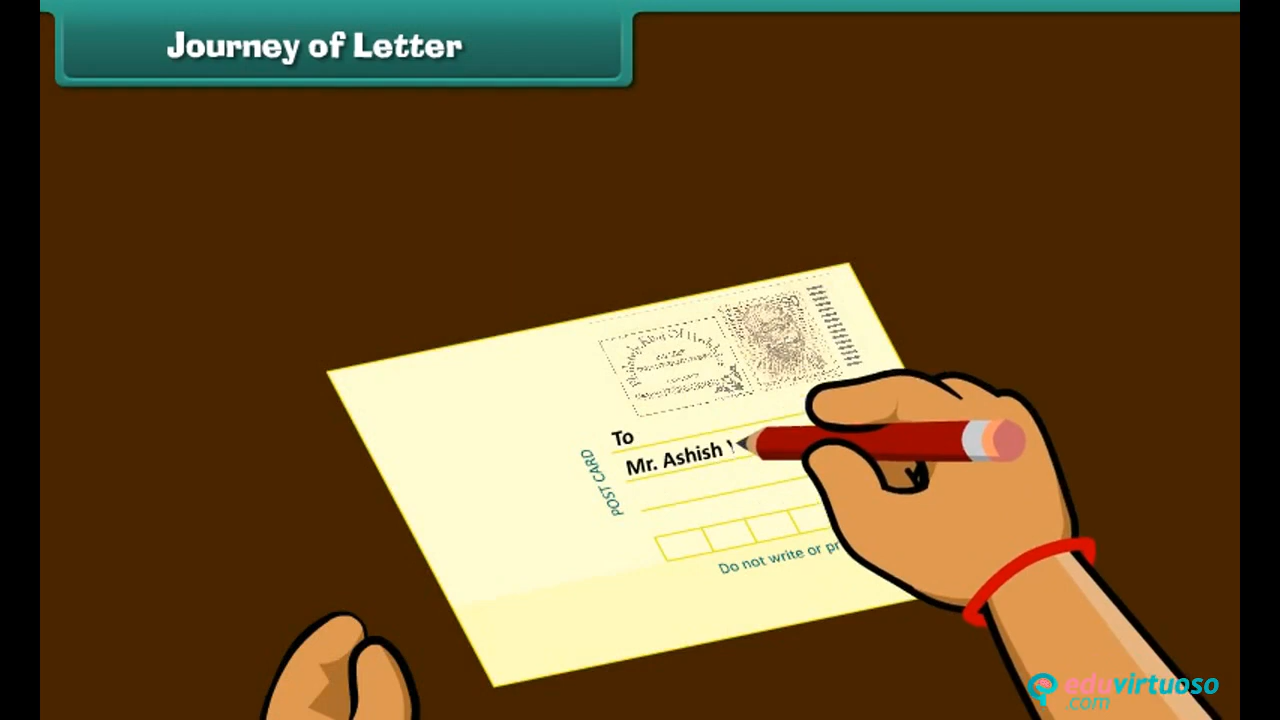 Journey of Letter
To
Mr. Ashish
POST CARD
Do not write or
eduvirtuoso
.com